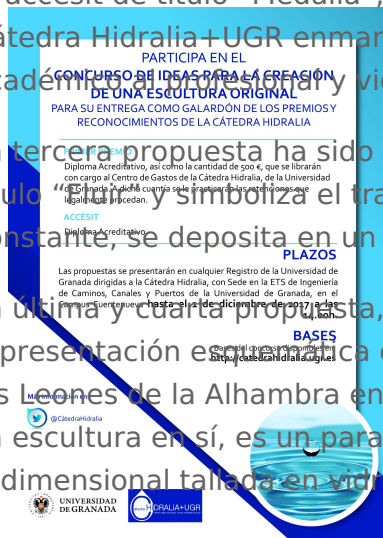 accésit de título “Medalla”,
PARTICIPA EN EL
átedra Hidralia+UGR enmar
CONCURSO DE IDEAS PARA LA CREACIÓN
adémico al profesional y vi
DE UNA ESCULTURA ORIGINAL
PARA SU ENTREGA COMO GALARDÓN DE LOS PREMIOS Y
RECONOCIMIENTOS DE LA CÁTEDRA HIDRALIA
tercera propuesta ha sido
PRIMER PREMIO
Diploma Acreditativo, así como la cantidad de 500 €, que se librarán
con cargo al Centro de Gastos de la Cátedra Hidralia, de la Universidad
de Granada. A dicha cuantía se le practicarán las retenciones que
ulo “Flujo” y simboliza el tra
legalmente procedan.
ACCÉSIT
Diploma Acreditativo
onstante, se deposita en un
PLAZOS
Las propuestas se presentarán en cualquier Registro de la Universidad de
Granada dirigidas a la Cátedra Hidralia, con Sede en la ETS de Ingeniería
de Caminos, Canales y Puertos de la Universidad de Granada, en el
Campus Fuentenueva hasta el 1 de diciembre de 2017 a las
14.00h.
última y cuarta propuesta,
BASES
Bases del concurso disponibles en:
presentación esquemática
http://catedrahidralia.ugr.es
Más información en:
s Leones de la Alhambra en
@CátedraHidralia
escultura en sí, es un para
dimensional tallada en vidr
UNIVERSIDAD
DE GRANADA
HIDRALIA+UGR